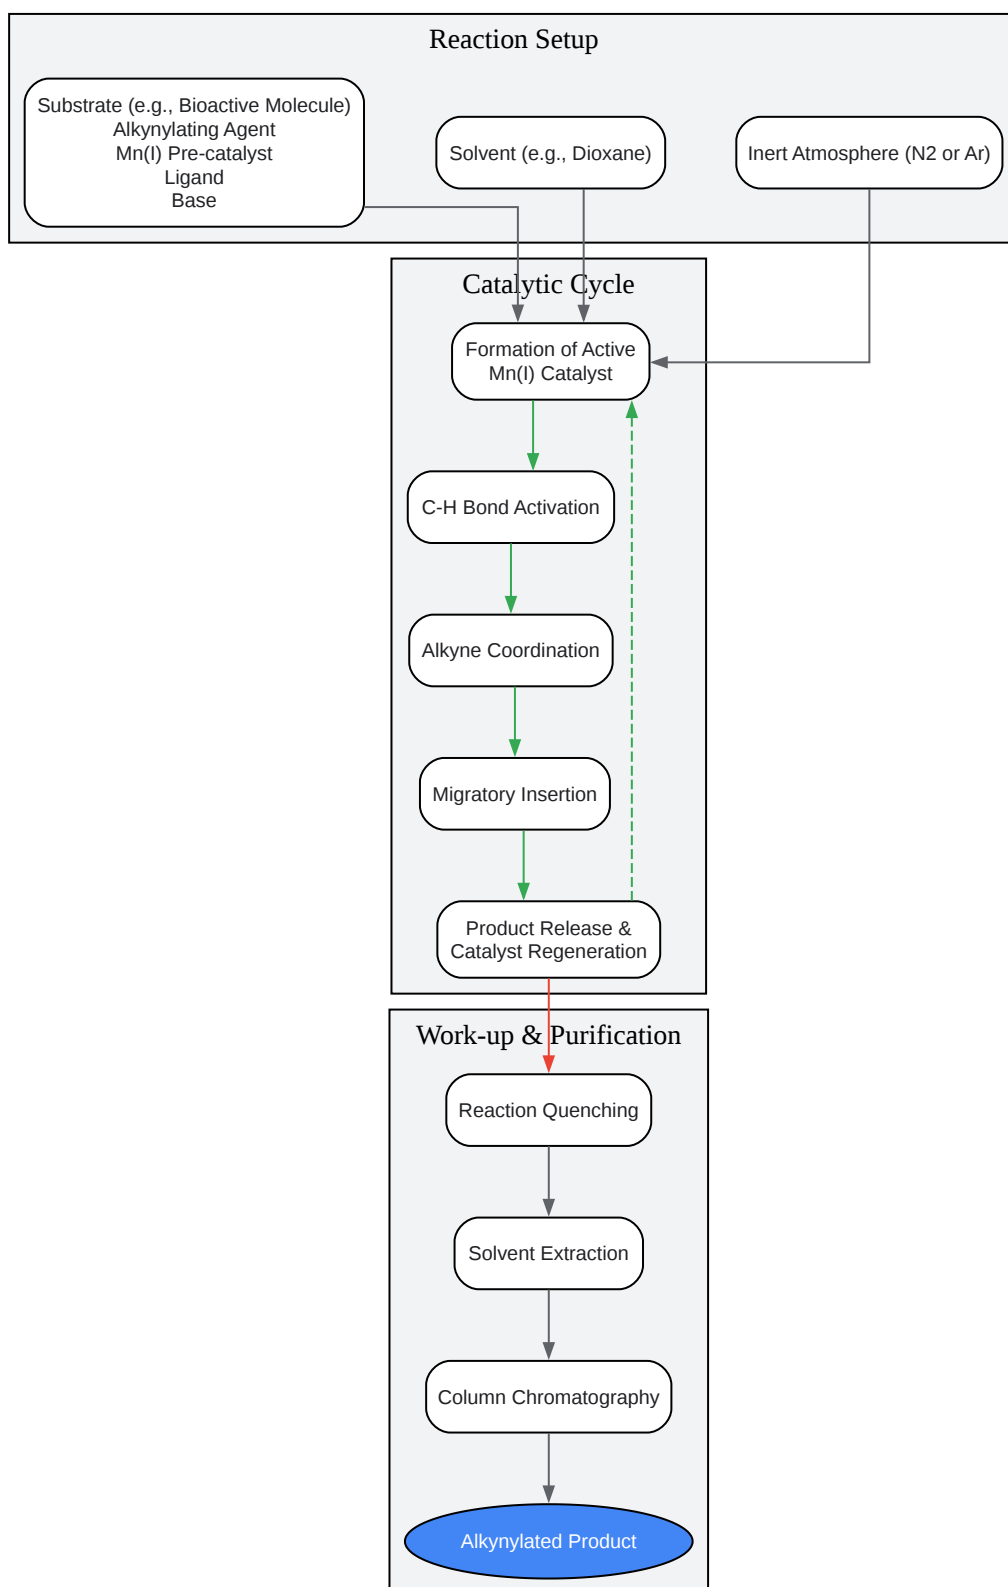 Reaction Setup
Substrate (e.g., Bioactive Molecule)
Alkynylating Agent
Mn(I) Pre-catalyst
Ligand
Base
Solvent (e.g., Dioxane)
Inert Atmosphere (N2 or Ar)
Catalytic Cycle
Formation of Active
Mn(I) Catalyst
C-H Bond Activation
Alkyne Coordination
Migratory Insertion
Product Release &
Catalyst Regeneration
Work-up & Purification
Reaction Quenching
Solvent Extraction
Column Chromatography
Alkynylated Product